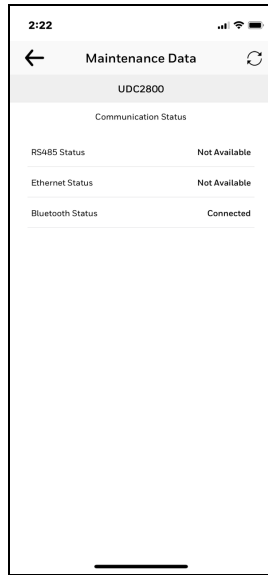 2:22
Maintenance Data
UDC2800
Communication Status
RS485 Status Not Available
Ethernet Status Not Available
Bluetooth Status Connected